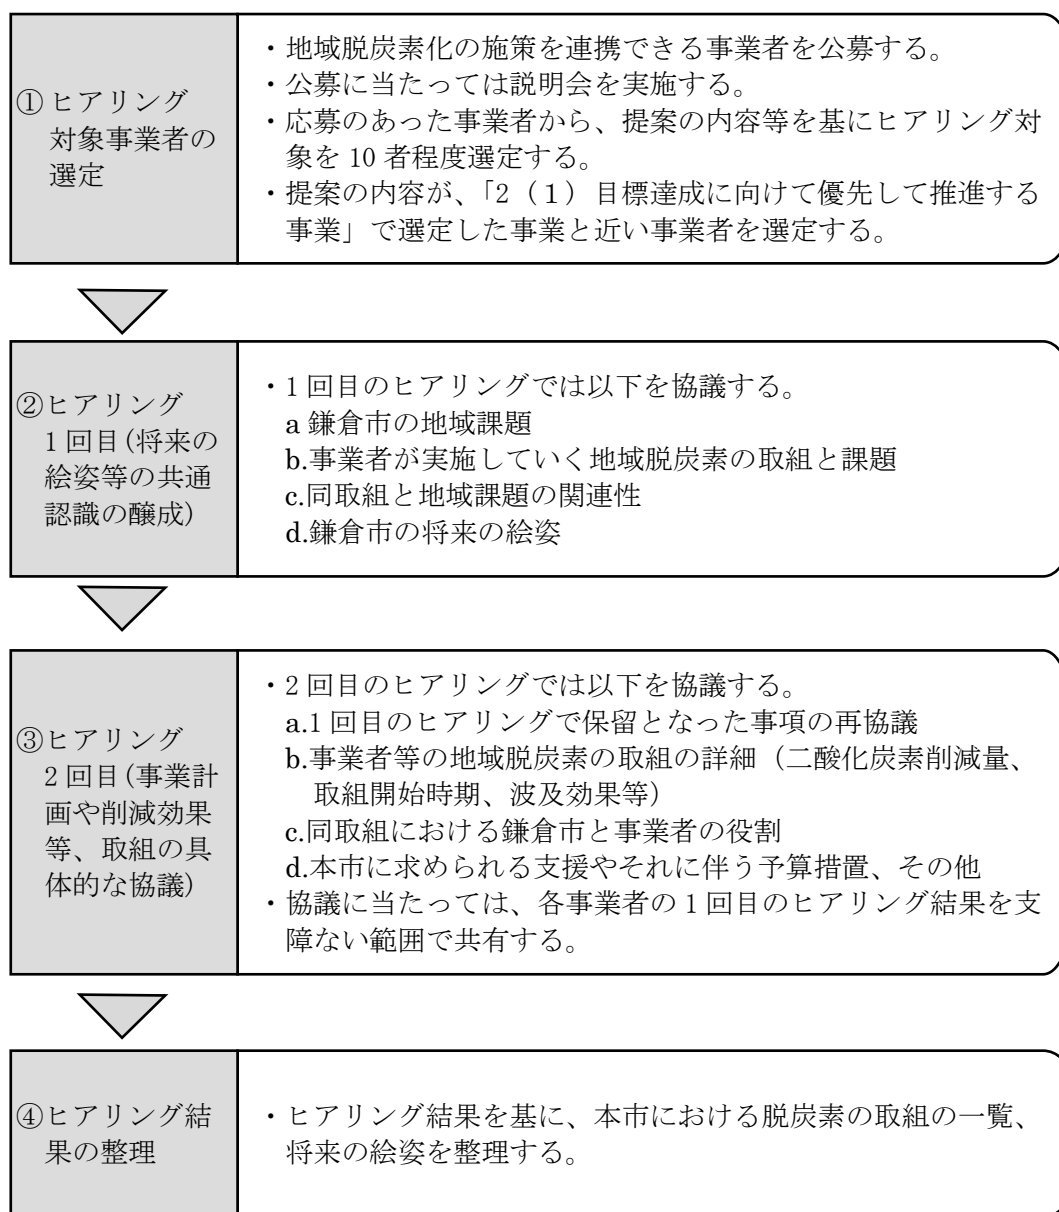 ① ヒアリング
対象事業者の
選定
・地域脱炭素化の施策を連携できる事業者を公募する。
・公募に当たっては説明会を実施する。
・応募のあった事業者から、提案の内容等を基にヒアリング対
象を 10 者程度選定する。
・提案の内容が、「2（1）目標達成に向けて優先して推進する
事業」で選定した事業と近い事業者を選定する。
②ヒアリング
1 回目(将来の
絵姿等の共通
認識の醸成)
・1 回目のヒアリングでは以下を協議する。
a 鎌倉市の地域課題
b.事業者が実施していく地域脱炭素の取組と課題
c.同取組と地域課題の関連性
d.鎌倉市の将来の絵姿
③ヒアリング
2 回目(事業計
画や削減効果
等、取組の具
体的な協議)
・2 回目のヒアリングでは以下を協議する。
a.1 回目のヒアリングで保留となった事項の再協議
b.事業者等の地域脱炭素の取組の詳細（二酸化炭素削減量、
取組開始時期、波及効果等）
c.同取組における鎌倉市と事業者の役割
d.本市に求められる支援やそれに伴う予算措置、その他
・協議に当たっては、各事業者の 1 回目のヒアリング結果を支
障ない範囲で共有する。
④ヒアリング結
果の整理
・ヒアリング結果を基に、本市における脱炭素の取組の一覧、
将来の絵姿を整理する。